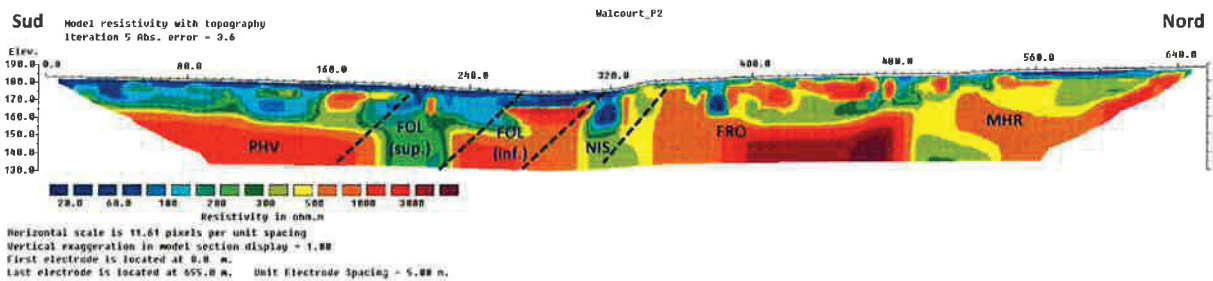 Walcourt_P2
Sud
Nord
Model resistivity with topography
Iteration 5 Abs. error = 3.6
Elev.
190.0
180.0
170.0
160.0
150.0
140.0
130.0
0.0
80.0
160.0
240.0
320.0
400.0
480.0
560.0
640.0
PHV
FOL
(sup.)
FOL
(inf.)
NIS
FRO
MHR
20.0 60.0 100 140 200 300 500 1000 3000
Resistivity in ohm.m
Horizontal scale is 11.61 pixels per unit spacing
Vertical exaggeration in model section display = 1.00
First electrode is located at 0.0 m.
Last electrode is located at 655.0 m. Unit Electrode Spacing = 5.00 m.